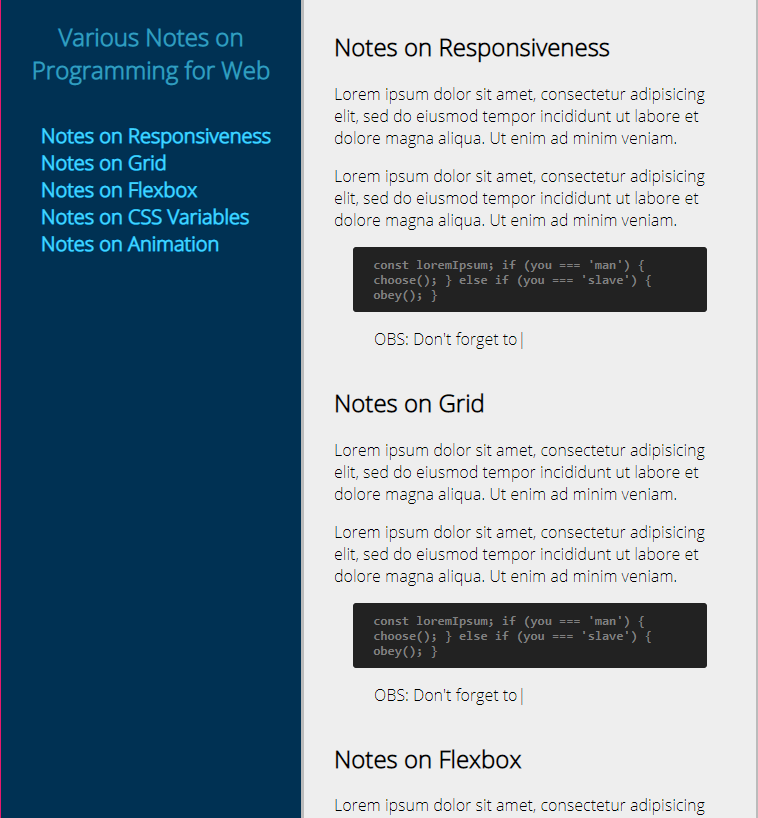 Various Notes on
Programming for Web
Notes on Responsiveness
Notes on Grid
Notes on Flexbox
Notes on CSS Variables
Notes on Animation
Notes on Responsiveness
Lorem ipsum dolor sit amet, consectetur adipisicing
elit, sed do eiusmod tempor incididunt ut labore et
dolore magna aliqua. Ut enim ad minim veniam.
Lorem ipsum dolor sit amet, consectetur adipisicing
elit, sed do eiusmod tempor incididunt ut labore et
dolore magna aliqua. Ut enim ad minim veniam.
const loremIpsum; if (you === 'man') {
choose(); } else if (you === 'slave') {
obey(); }
OBS: Don't forget to|
Notes on Grid
Lorem ipsum dolor sit amet, consectetur adipisicing
elit, sed do eiusmod tempor incididunt ut labore et
dolore magna aliqua. Ut enim ad minim veniam.
Lorem ipsum dolor sit amet, consectetur adipisicing
elit, sed do eiusmod tempor incididunt ut labore et
dolore magna aliqua. Ut enim ad minim veniam.
const loremIpsum; if (you === 'man') {
choose(); } else if (you === 'slave') {
obey(); }
OBS: Don't forget to|
Notes on Flexbox
Lorem ipsum dolor sit amet, consectetur adipisicing